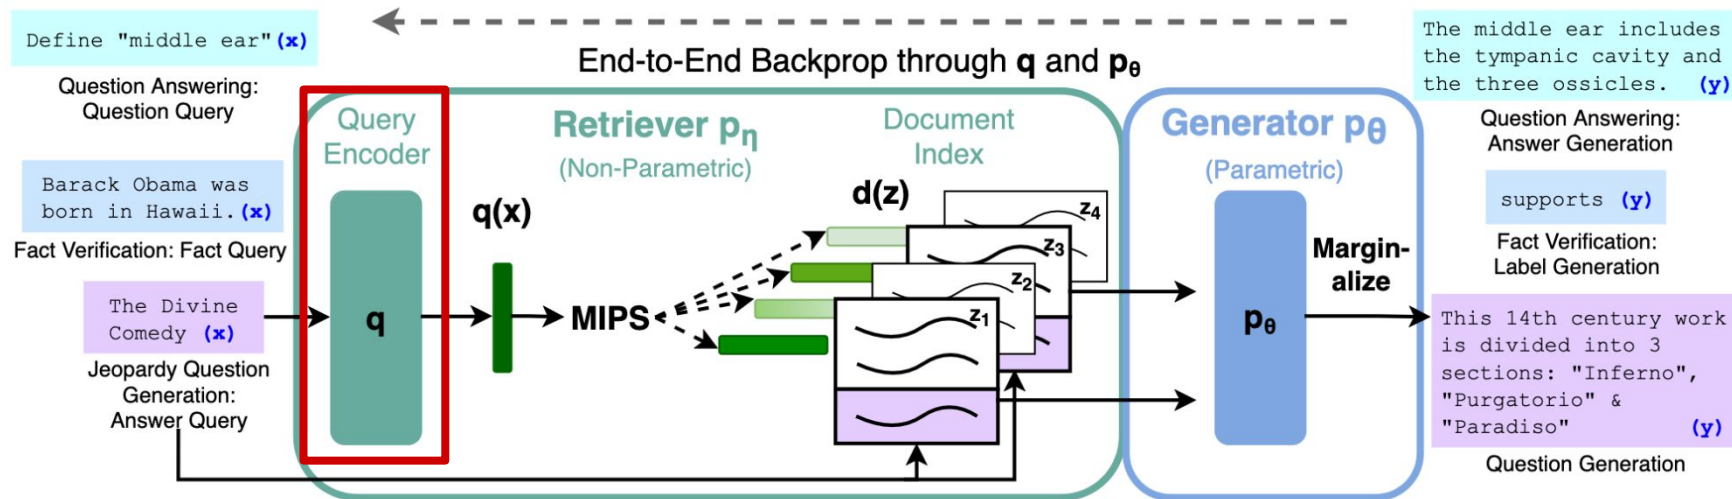 Define "middle ear" (x)
Question Answering:
Question Query
Barack Obama was
born in Hawaii. (x)
Fact Verification: Fact Query
The Divine
Comedy (x)
Jeopardy Question
Generation:
Answer Query
End-to-End Backprop through q and pθ
Query
Encoder
q
q(x)
Retriever pη
(Non-Parametric)
MIPS
Document
Index
d(z)
z4
z3
z2
z1
Generator pθ
(Parametric)
pθ
Margin-
alize
The middle ear includes
the tympanic cavity and
the three ossicles. (y)
Question Answering:
Answer Generation
supports (y)
Fact Verification:
Label Generation
This 14th century work
is divided into 3
sections: "Inferno",
"Purgatorio" &
"Paradiso" (y)
Question Generation